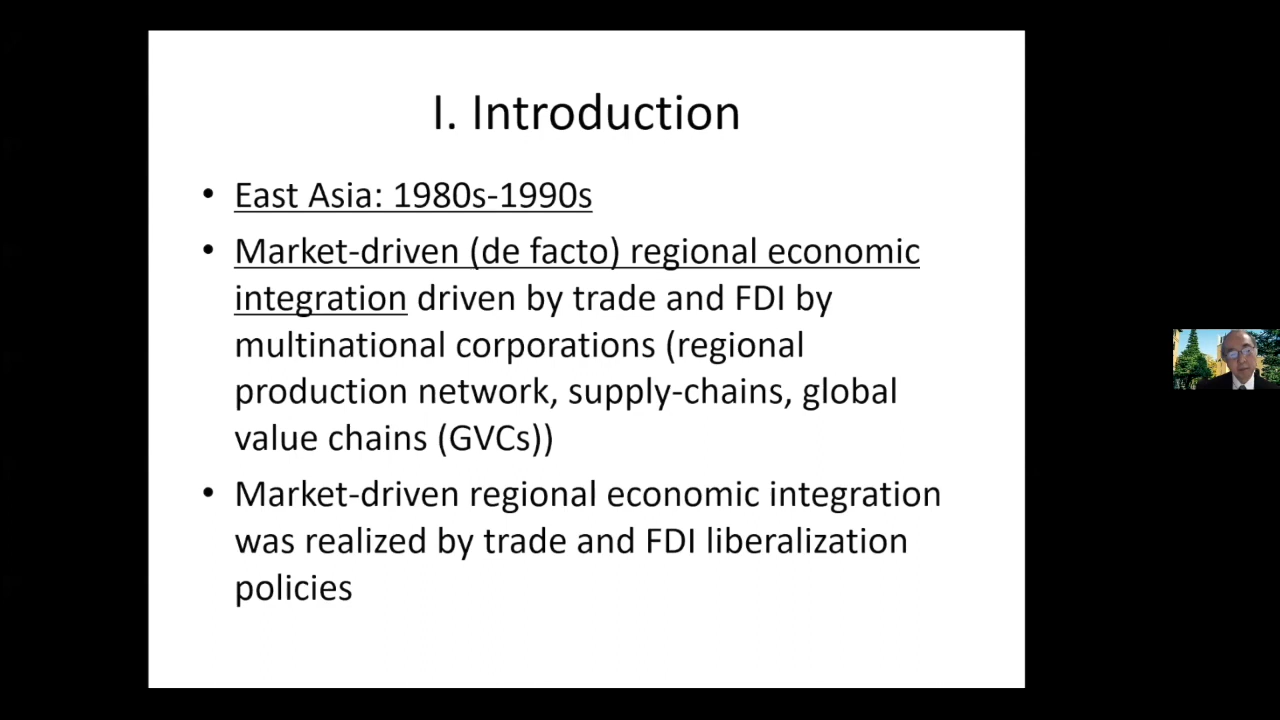 I. Introduction
• East Asia: 1980s-1990s
• Market-driven (de facto) regional economic
integration driven by trade and FDI by
multinational corporations (regional
production network, supply-chains, global
value chains (GVCs))
• Market-driven regional economic integration
was realized by trade and FDI liberalization
policies